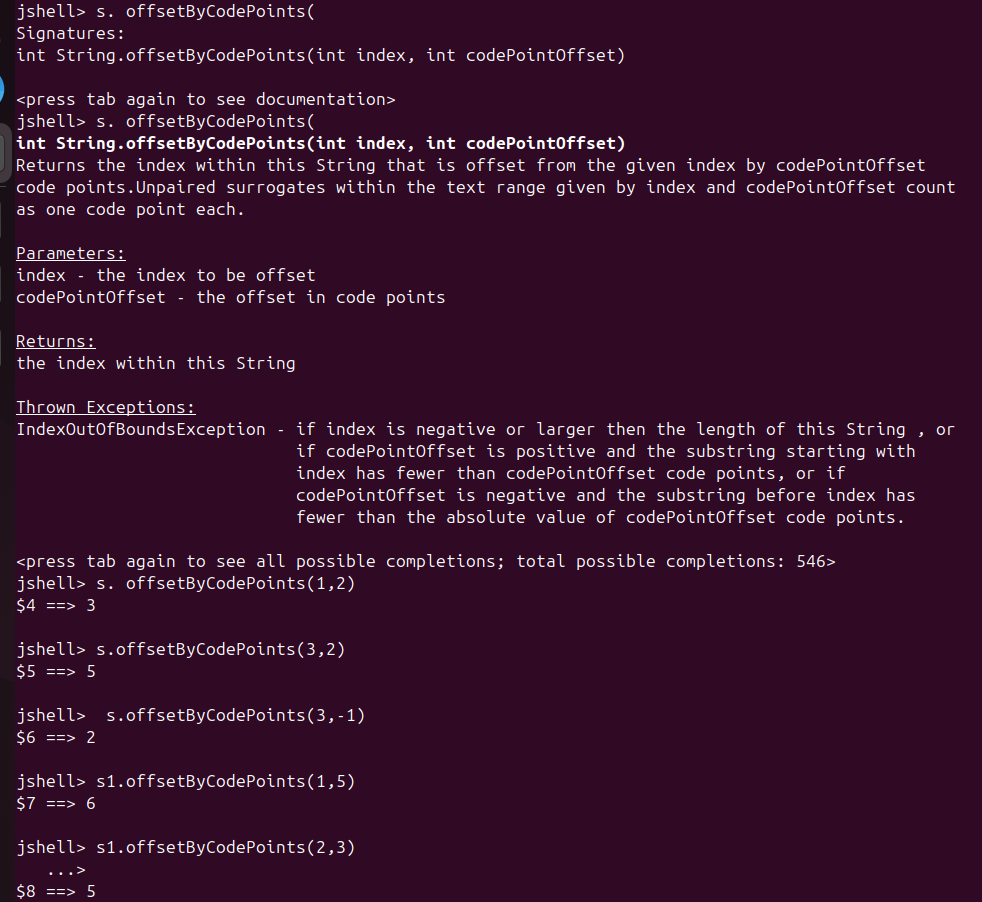 jshell> s. offsetByCodePoints(
Signatures:
int String.offsetByCodePoints(int index, int codePointOffset)
<press tab again to see documentation>
jshell> s. offsetByCodePoints(
int String.offsetByCodePoints(int index, int codePointOffset)
Returns the index within this String that is offset from the given index by codePointOffset
code points.Unpaired surrogates within the text range given by index and codePointOffset count
as one code point each.
Parameters:
index - the index to be offset
codePointOffset - the offset in code points
Returns:
the index within this String
Thrown Exceptions:
IndexOutOfBoundsException - if index is negative or larger then the length of this String , or
if codePointOffset is positive and the substring starting with
index has fewer than codePointOffset code points, or if
codePointOffset is negative and the substring before index has
fewer than the absolute value of codePointOffset code points.
<press tab again to see all possible completions; total possible completions: 546>
jshell> s. offsetByCodePoints(1,2)
$4 ==> 3
jshell> s.offsetByCodePoints(3,2)
$5 ==> 5
jshell>  s.offsetByCodePoints(3,-1)
$6 ==> 2
jshell> s1.offsetByCodePoints(1,5)
$7 ==> 6
jshell> s1.offsetByCodePoints(2,3)
...>
$8 ==> 5